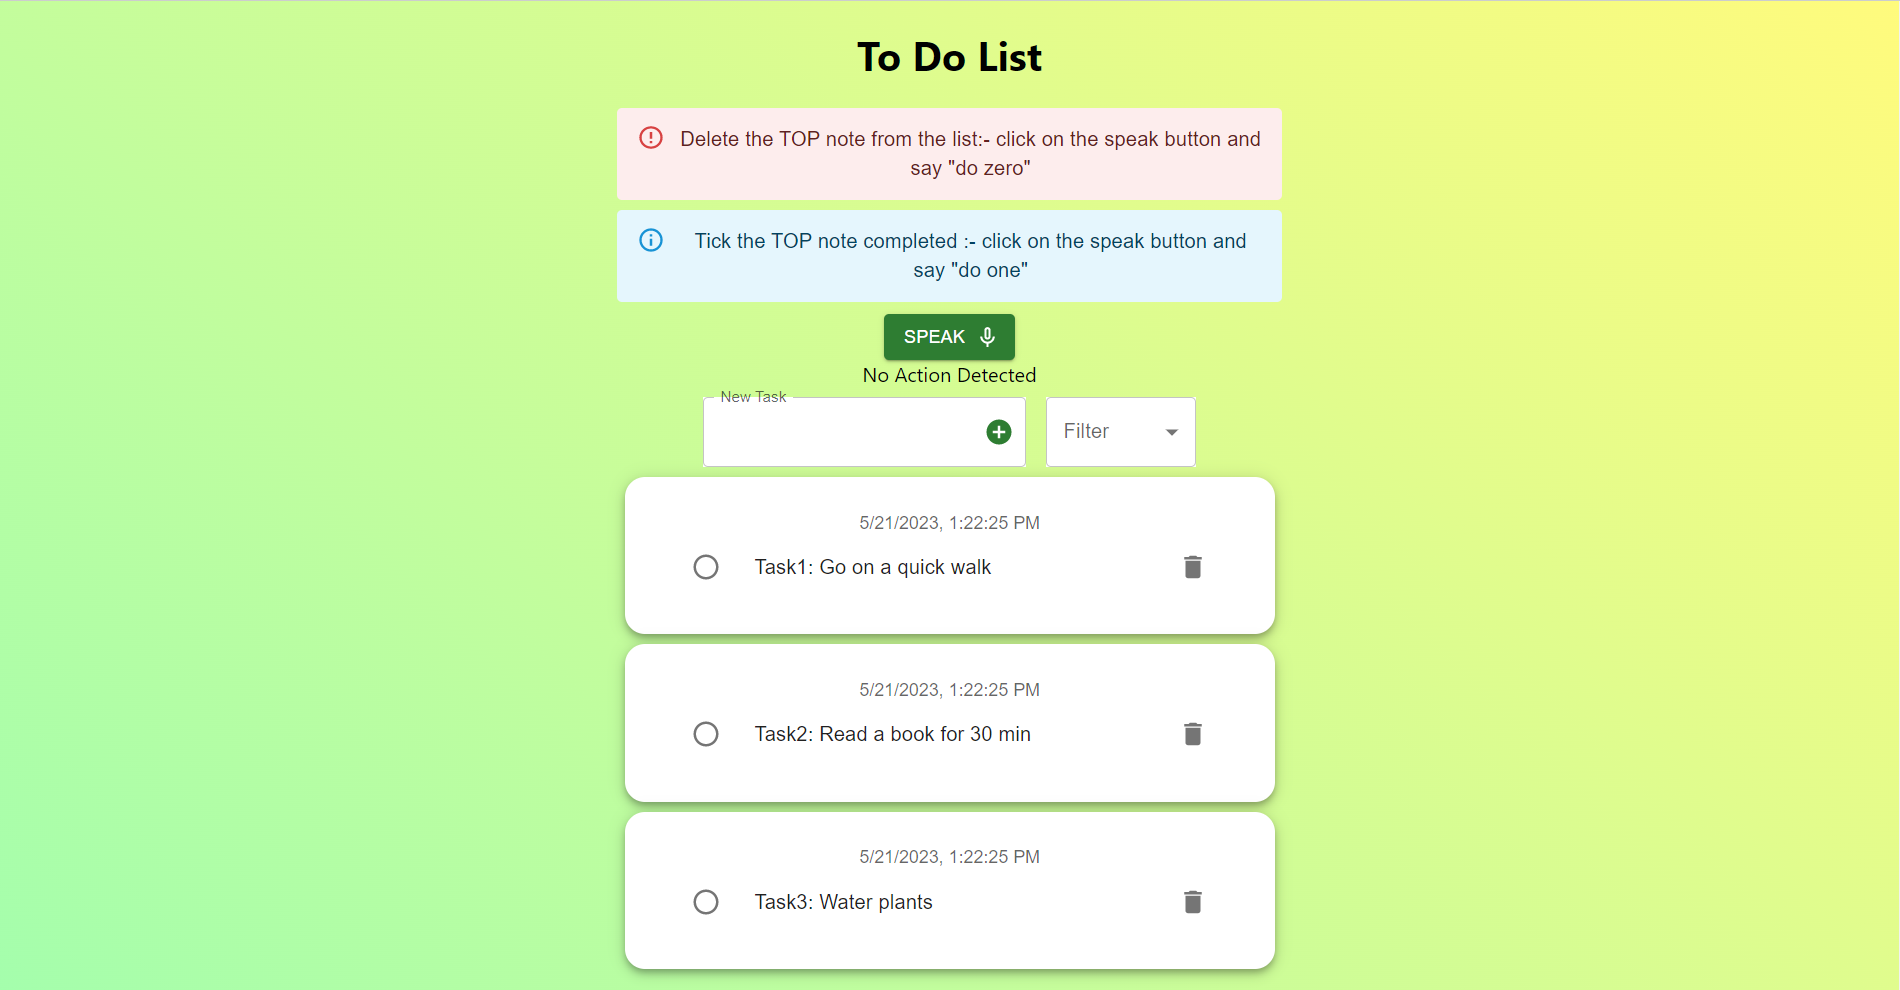 To Do List
Delete the TOP note from the list:- click on the speak button and
say "do zero"
Tick the TOP note completed :- click on the speak button and
say "do one"
SPEAK
No Action Detected
New Task
Filter
5/21/2023, 1:22:25 PM
Task1: Go on a quick walk
5/21/2023, 1:22:25 PM
Task2: Read a book for 30 min
5/21/2023, 1:22:25 PM
Task3: Water plants